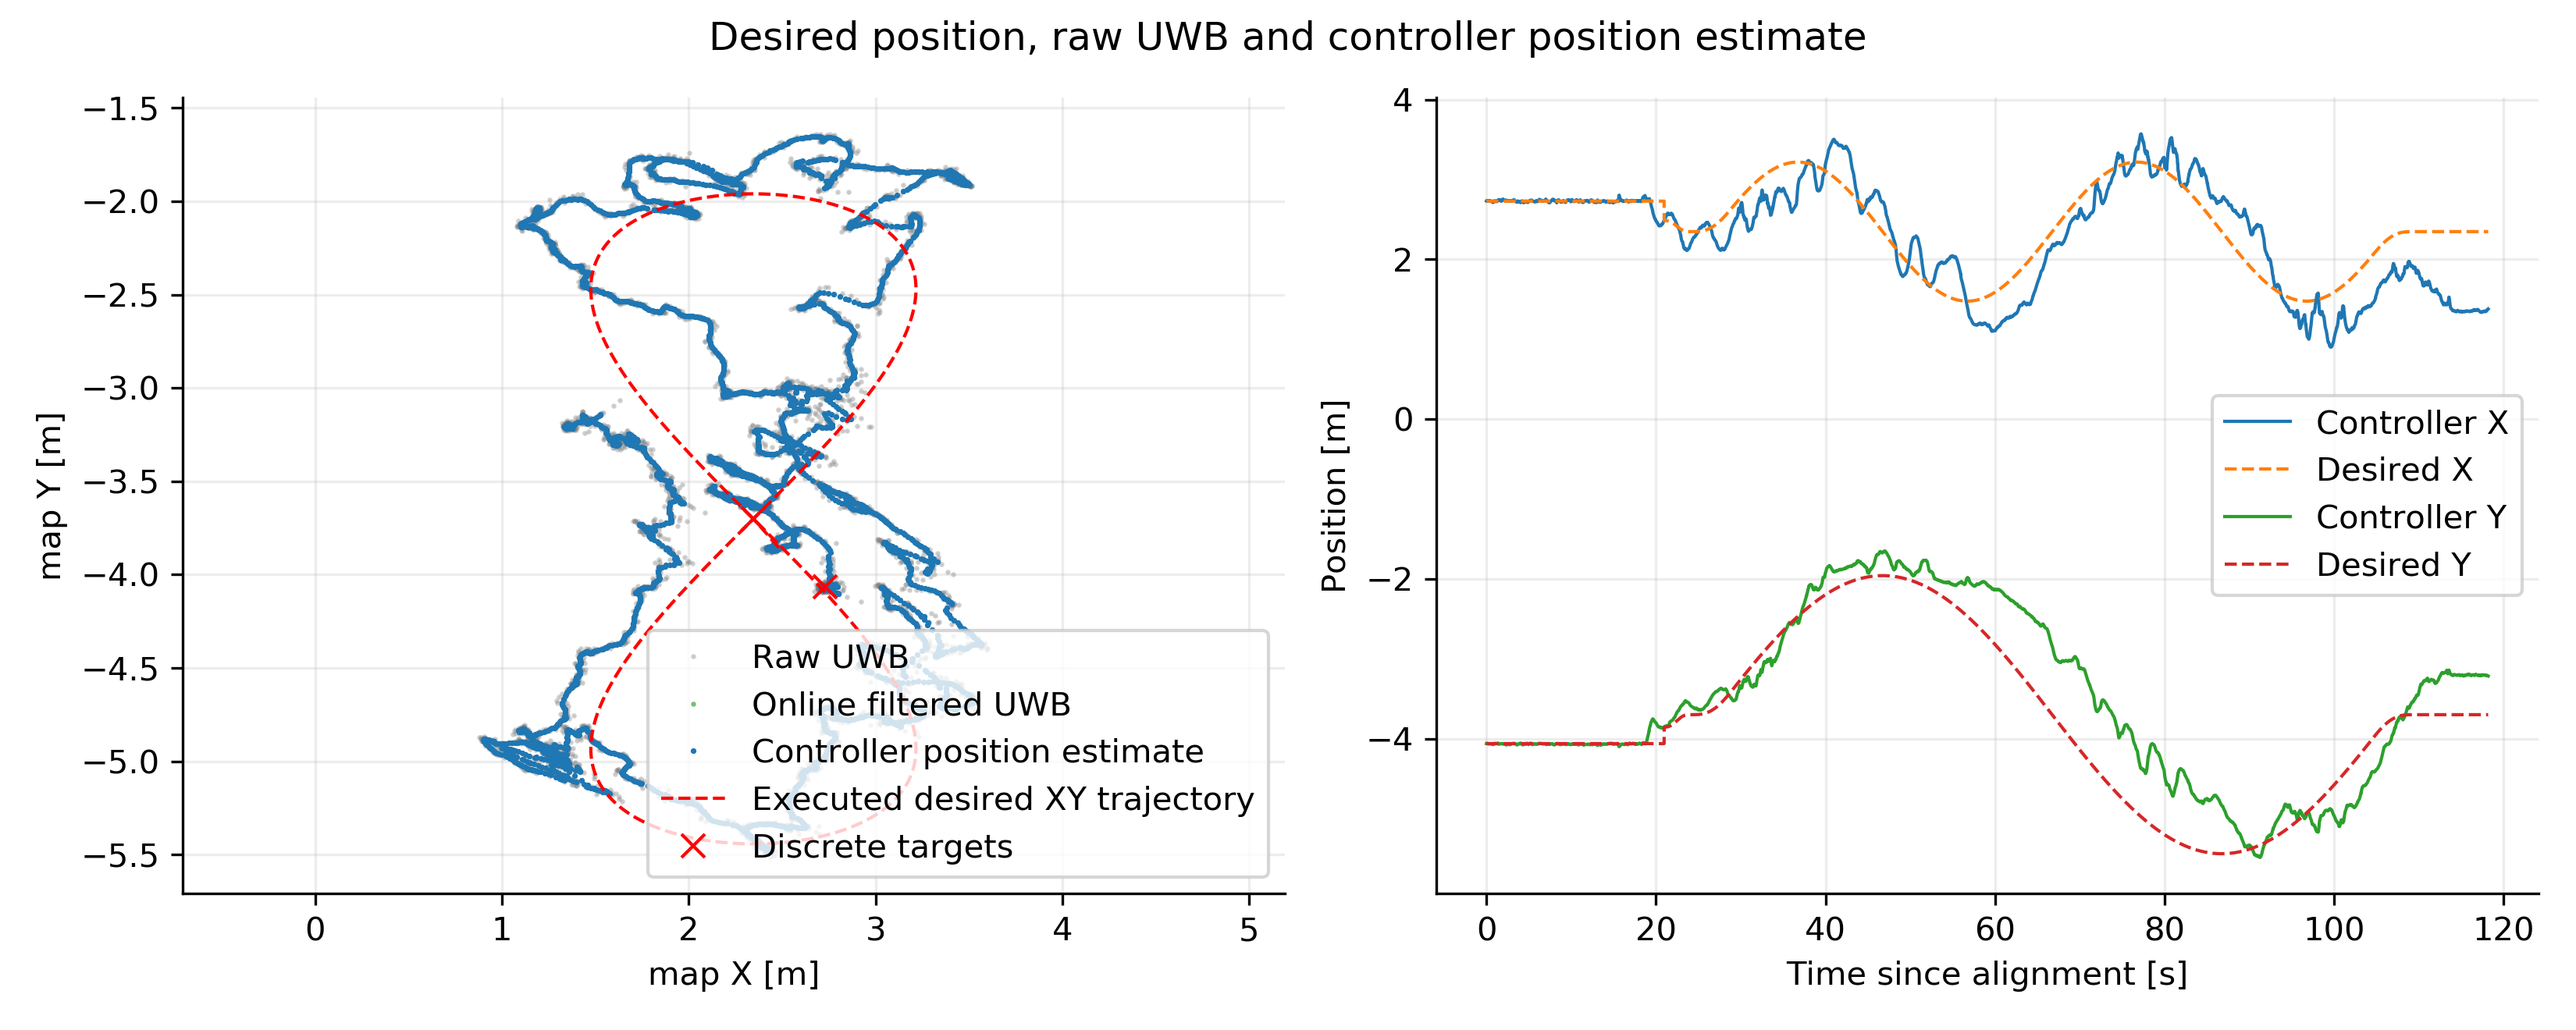 Desired position, raw UWB and controller position estimate
−1.5
−2.0
−2.5
−3.0
−3.5
−4.0
−4.5
−5.0
−5.5
map Y [m]
0 1 2 3 4 5
map X [m]
Raw UWB
Online filtered UWB
Controller position estimate
Executed desired XY trajectory
Discrete targets
4
2
0
−2
−4
Position [m]
0 20 40 60 80 100 120
Time since alignment [s]
Controller X
Desired X
Controller Y
Desired Y